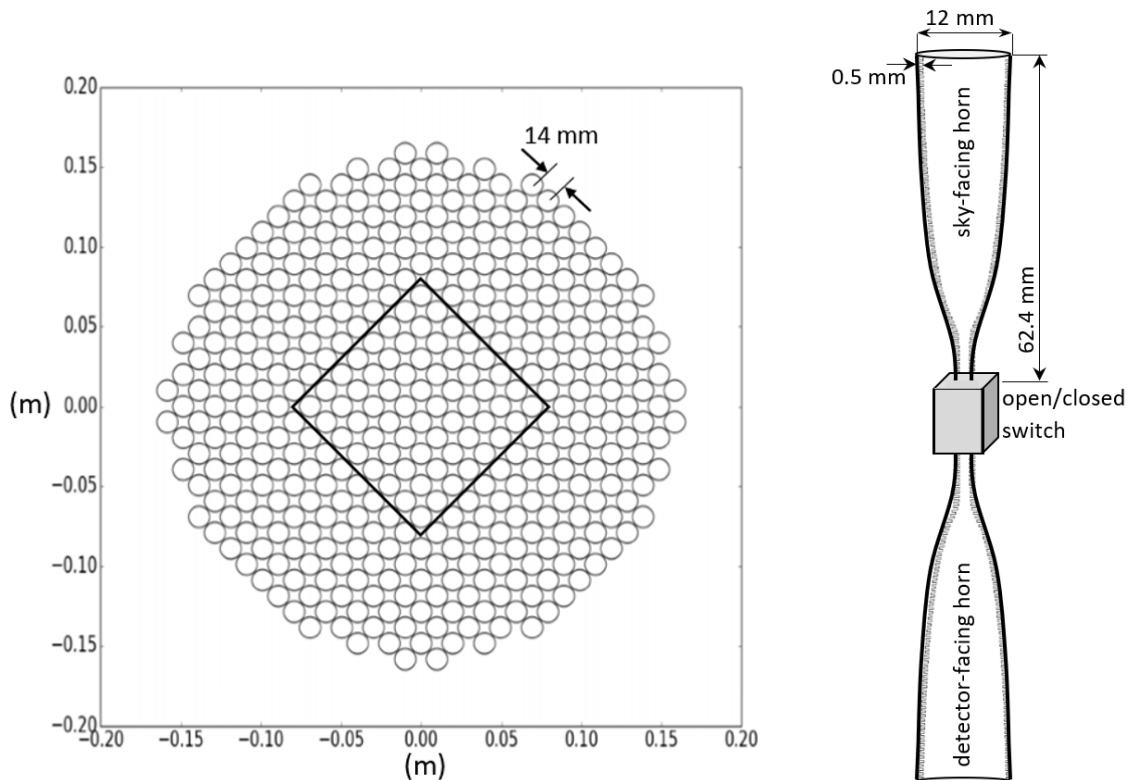 12 mm
0.5 mm
sky-facing horn
62.4 mm
open/closed
switch
detector-facing horn
14 mm
0.20
0.15
0.10
0.05
0.00
−0.05
−0.10
−0.15
−0.20
(m)
−0.20 −0.15 −0.10 −0.05 0.00 0.05 0.10 0.15 0.20
(m)